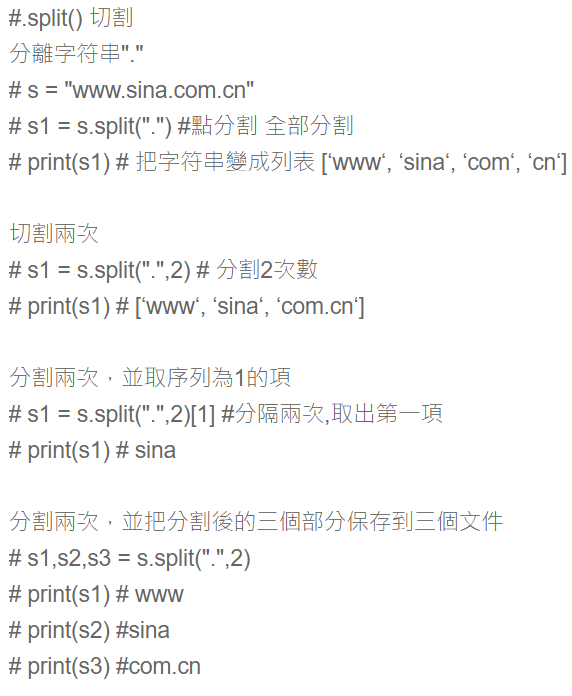 #.split() 切割
分離字符串"."
# s = "www.sina.com.cn"
# s1 = s.split(".") #點分割 全部分割
# print(s1) # 把字符串變成列表 [‘www‘, ‘sina‘, ‘com‘, ‘cn‘]
切割兩次
# s1 = s.split(".",2) # 分割2次數
# print(s1) # [‘www‘, ‘sina‘, ‘com.cn‘]
分割兩次，並取序列為1的項
# s1 = s.split(".",2)[1] #分隔兩次,取出第一項
# print(s1) # sina
分割兩次，並把分割後的三個部分保存到三個文件
# s1,s2,s3 = s.split(".",2)
# print(s1) # www
# print(s2) #sina
# print(s3) #com.cn